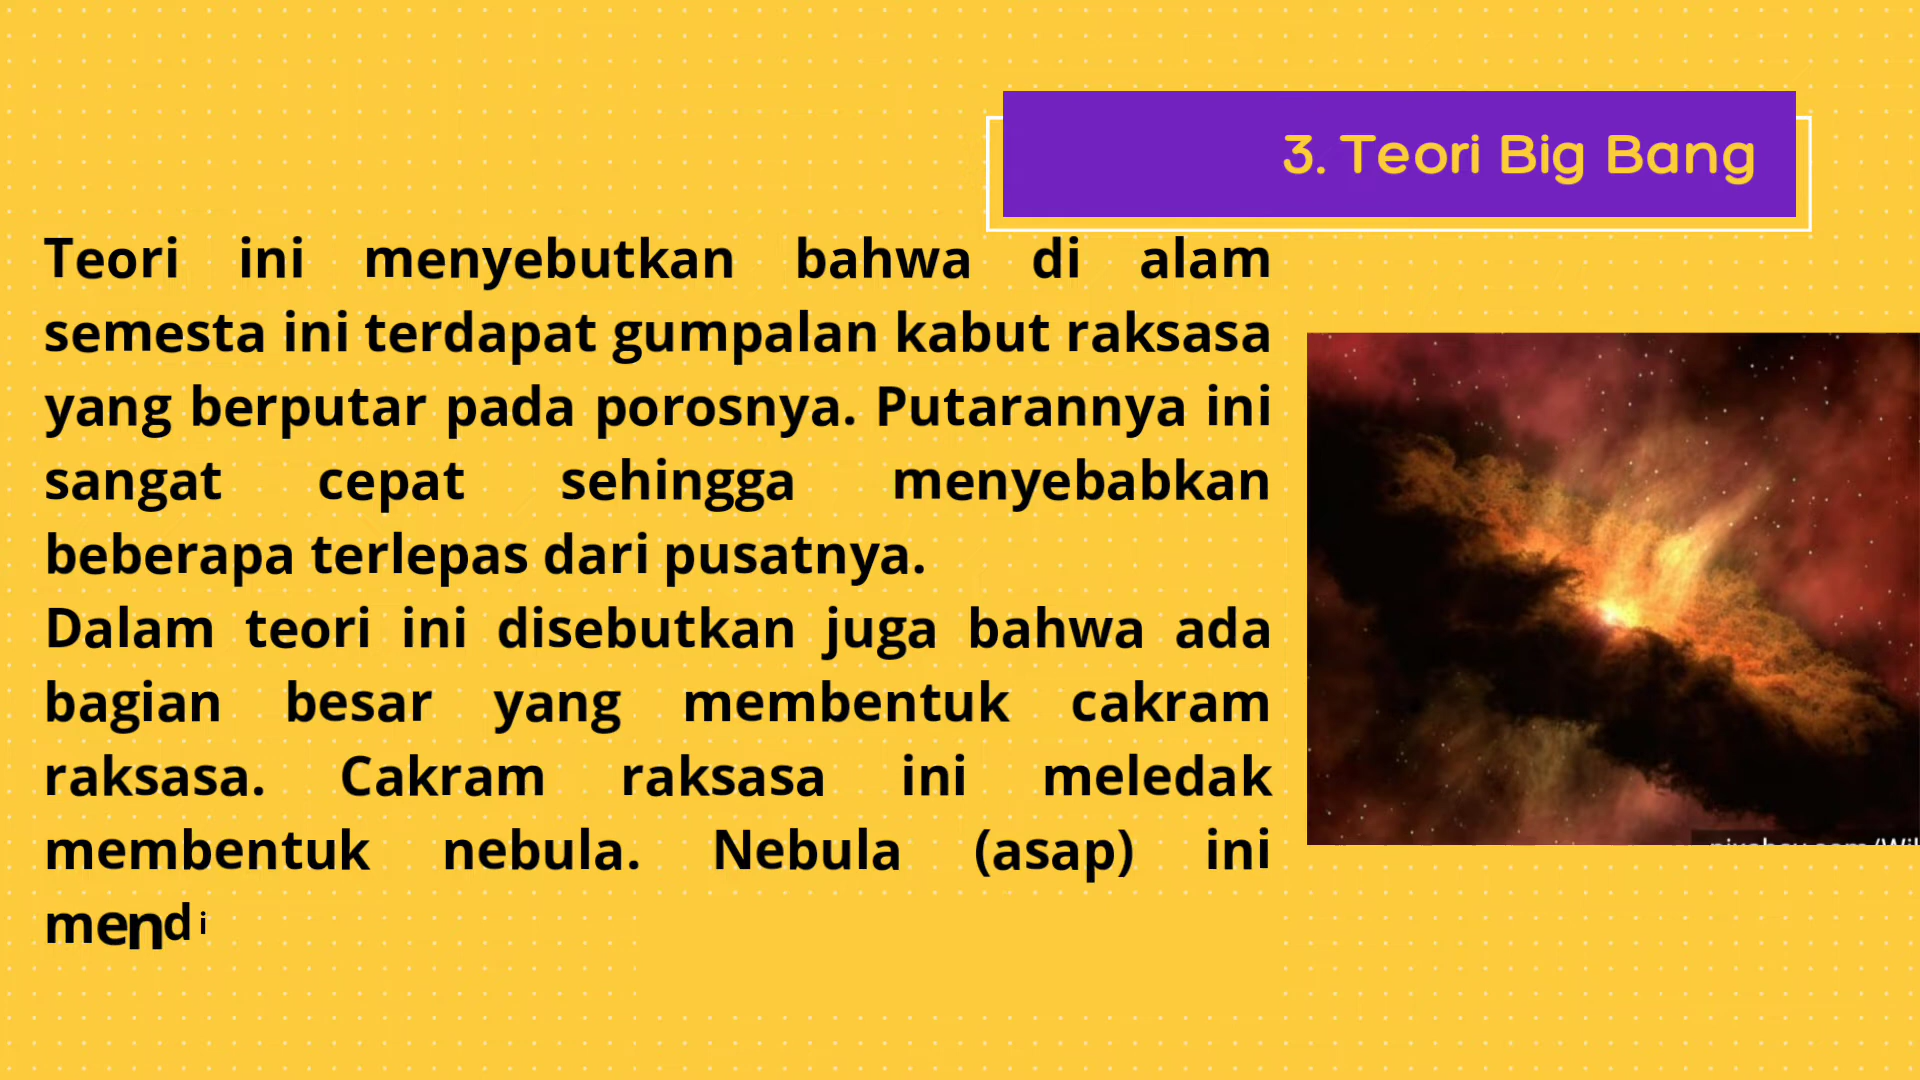 3. Teori Big Bang
Teori ini menyebutkan bahwa di alam
semesta ini terdapat gumpalan kabut raksasa
yang berputar pada porosnya. Putarannya ini
sangat cepat sehingga menyebabkan
beberapa terlepas dari pusatnya.
Dalam teori ini disebutkan juga bahwa ada
bagian besar yang membentuk cakram
raksasa. Cakram raksasa ini meledak
membentuk nebula. Nebula (asap) ini
mendi